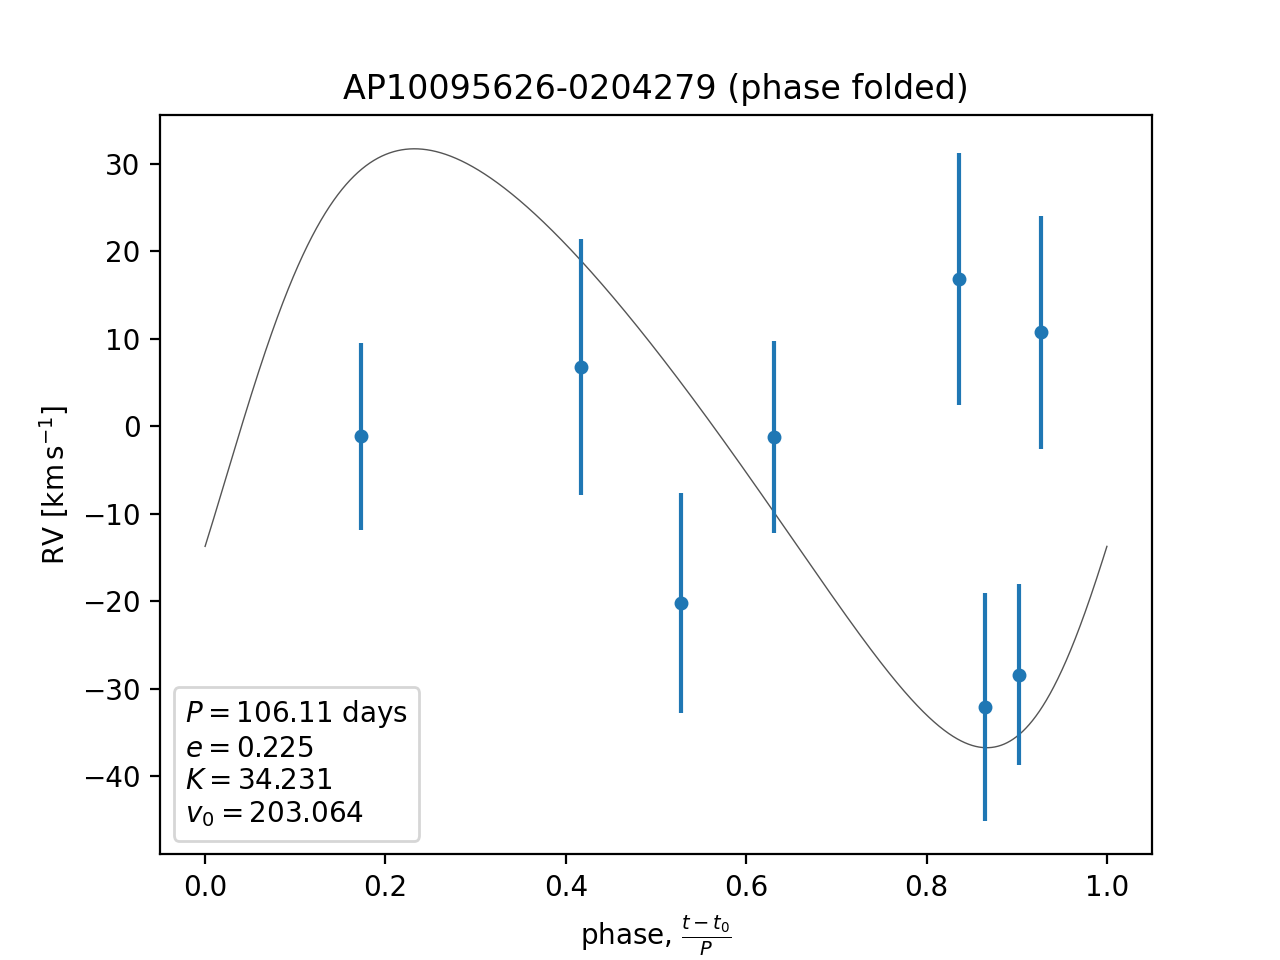 AP10095626-0204279 (phase folded)
RV [km s⁻¹]
30
20
10
0
−10
−20
−30
−40
P = 106.11 days
e = 0.225
K = 34.231
v₀ = 203.064
0.0 0.2 0.4 0.6 0.8 1.0
phase, (t − t₀)/P